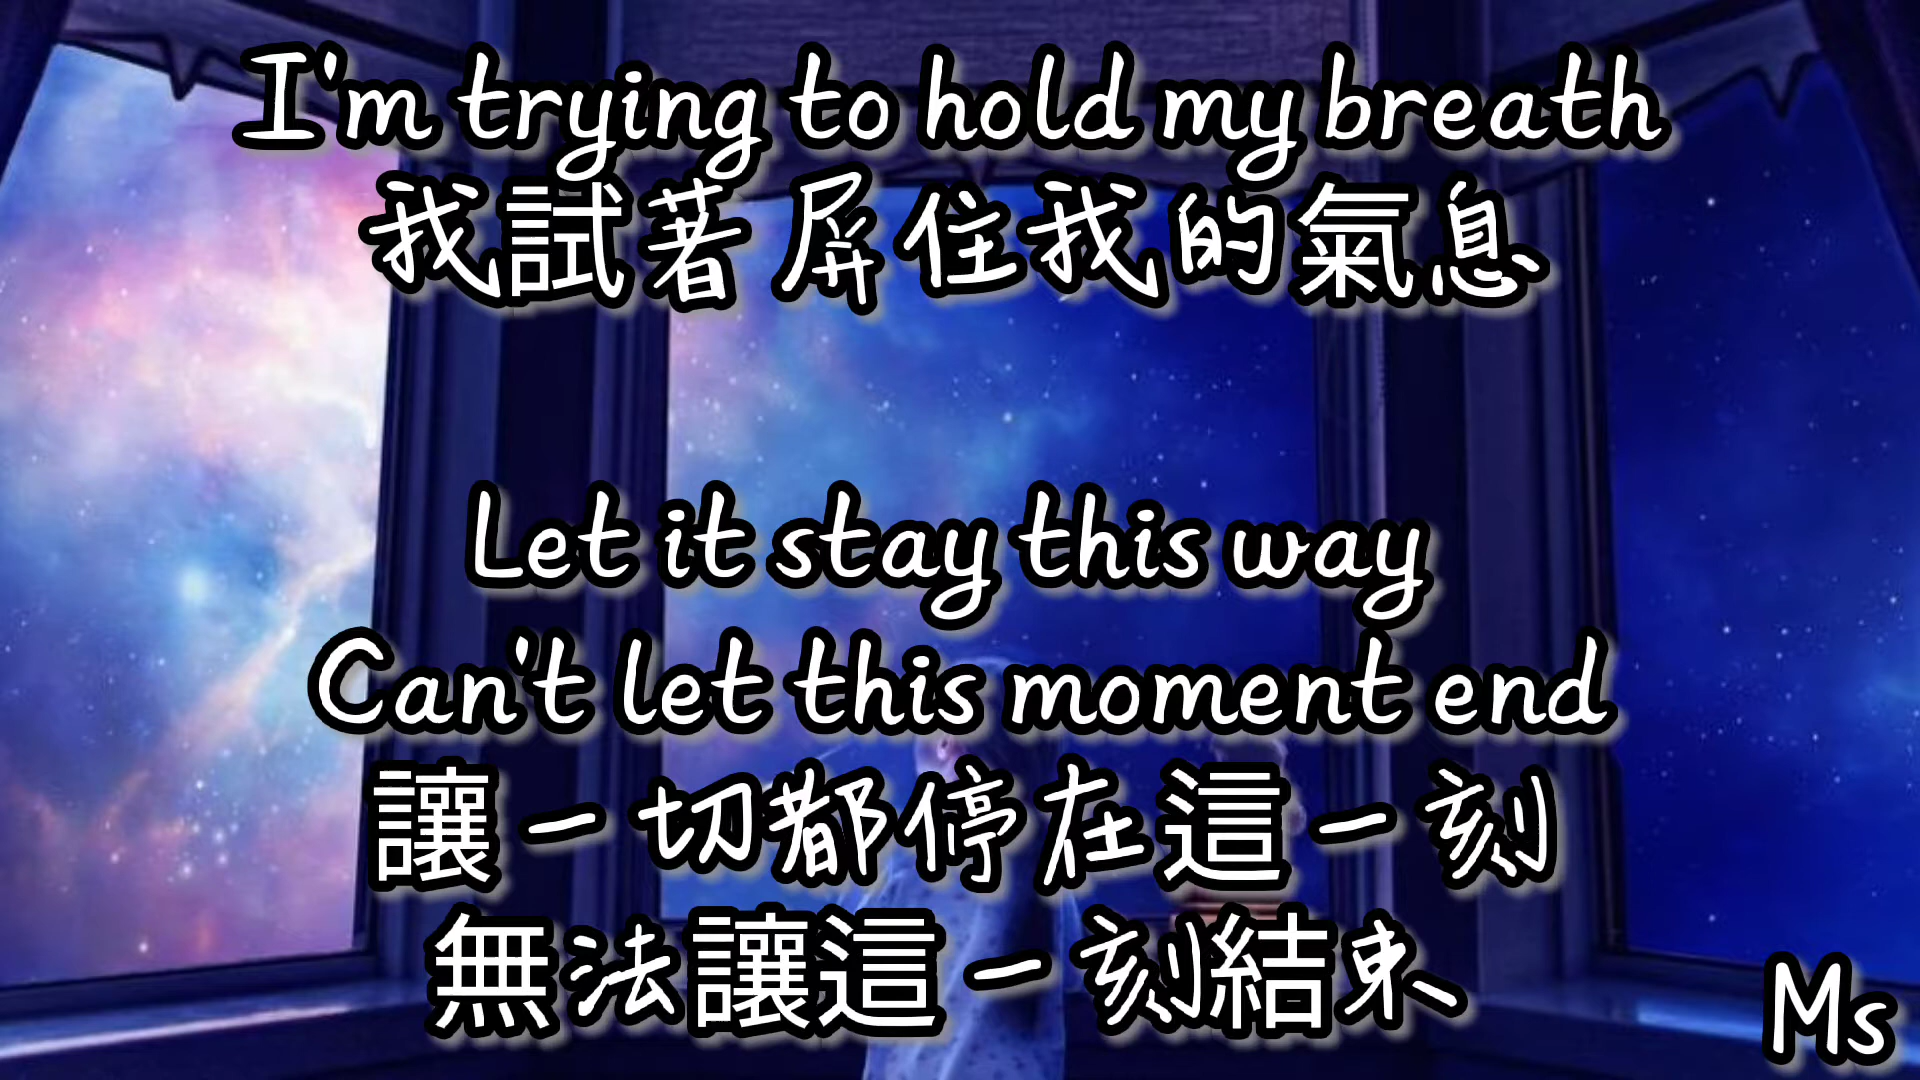 I'm trying to hold my breath
我試著屏住我的氣息
Let it stay this way
Can't let this moment end
讓一切都停在這一刻
無法讓這一刻結束
Ms